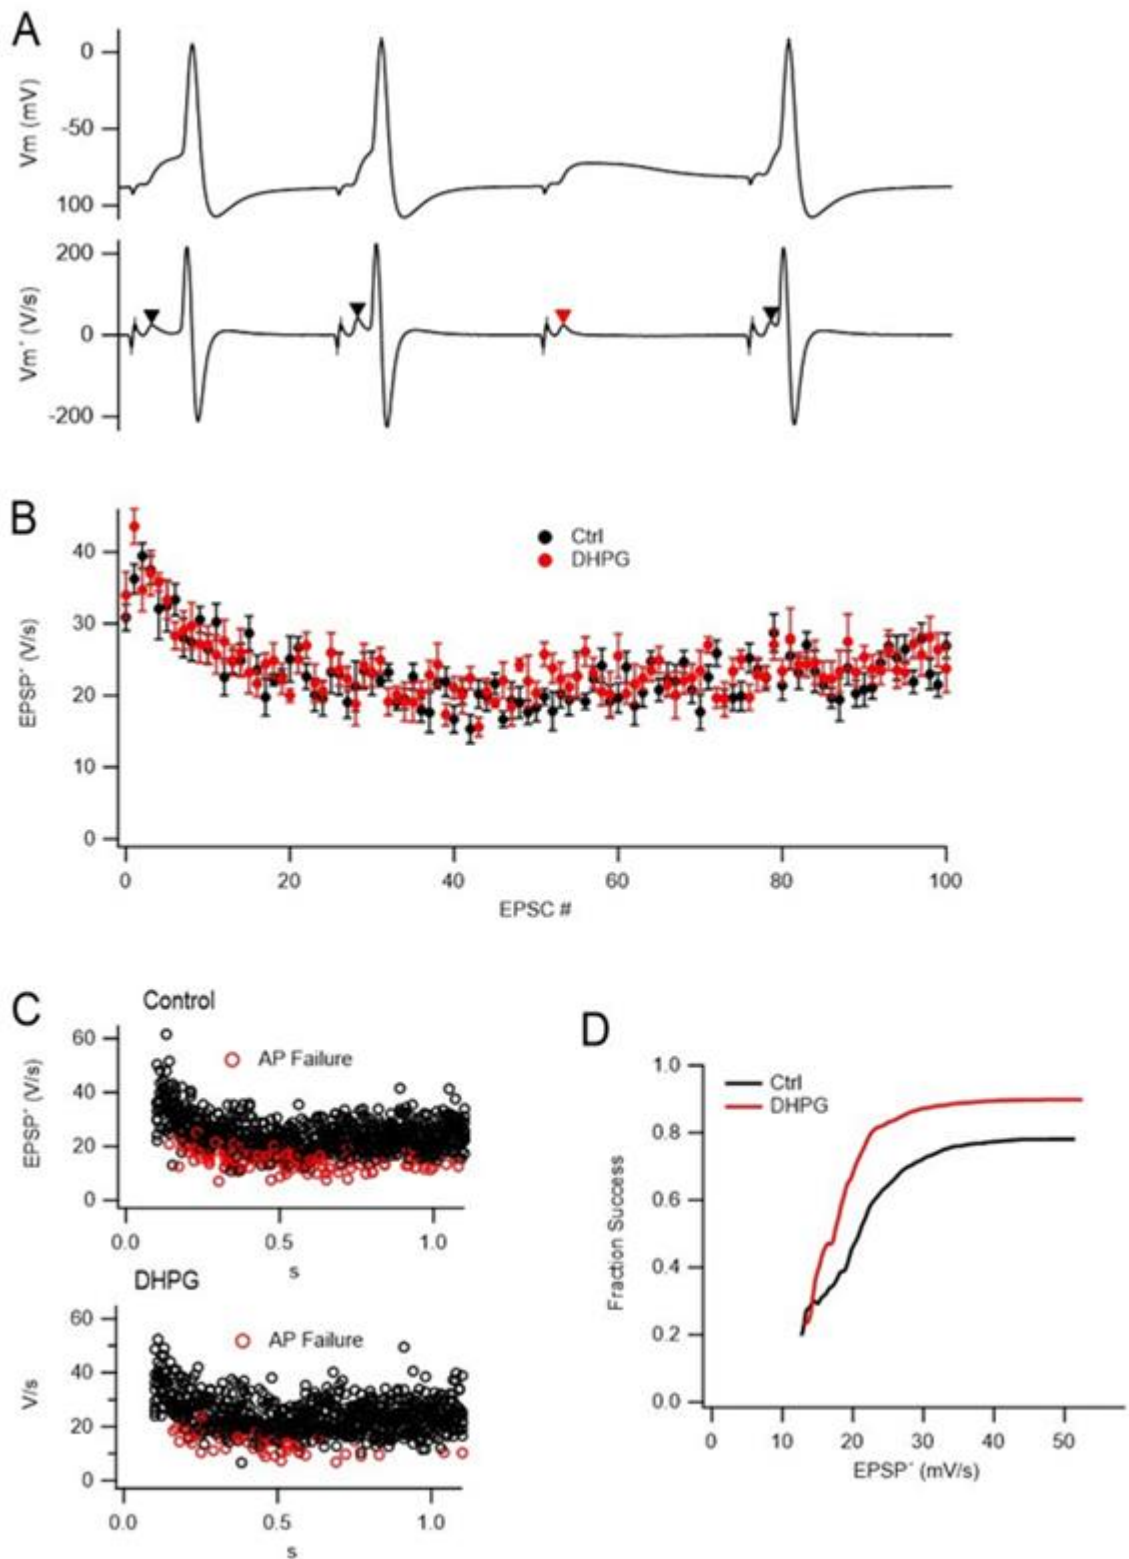 A
Vm (mV)
0
-50
100
Vm´ (V/s)
200
0
-200
B
EPSP´ (V/s)
40
30
20
10
0
Ctrl
DHPG
0 20 40 60 80 100
EPSC #
C
Control
EPSP´ (V/s)
60
40
20
0
AP Failure
0.0 0.5 1.0
s
DHPG
V/s
60
40
20
0
AP Failure
0.0 0.5 1.0
s
D
Fraction Success
1.0
0.8
0.6
0.4
0.2
0.0
Ctrl
DHPG
0 10 20 30 40 50
EPSP´ (mV/s)